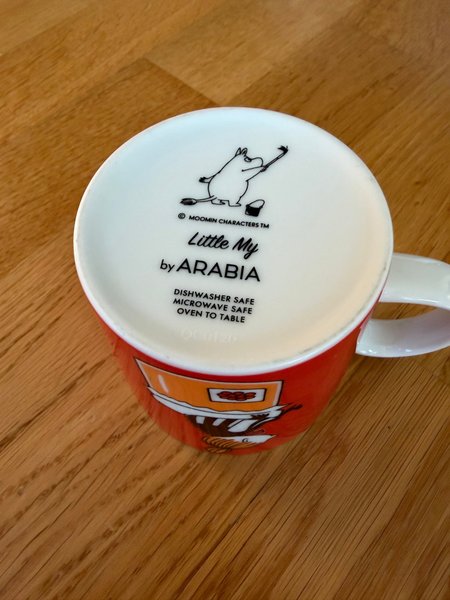 © MOOMIN CHARACTERS TM
Little My
by ARABIA
DISHWASHER SAFE
MICROWAVE SAFE
OVEN TO TABLE